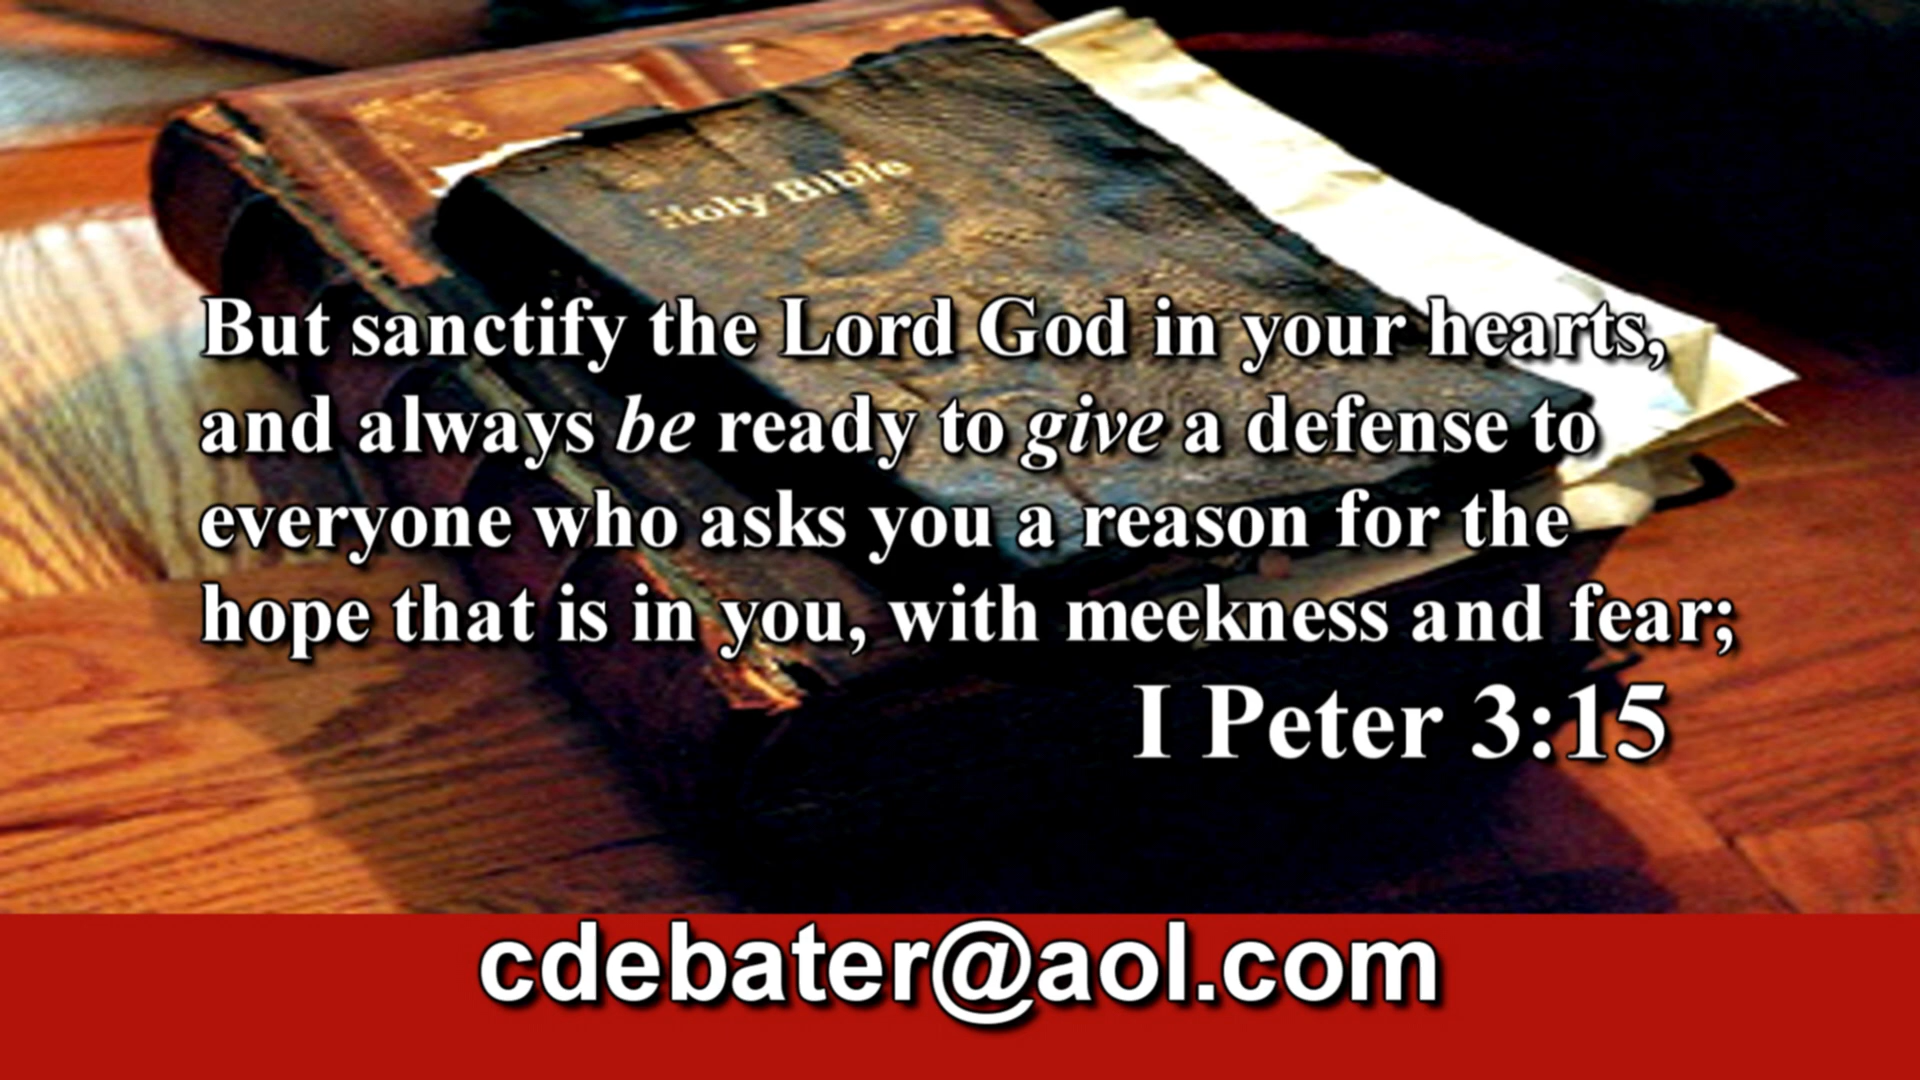 Holy Bible
But sanctify the Lord God in your hearts,
and always be ready to give a defense to
everyone who asks you a reason for the
hope that is in you, with meekness and fear;
I Peter 3:15
cdebater@aol.com